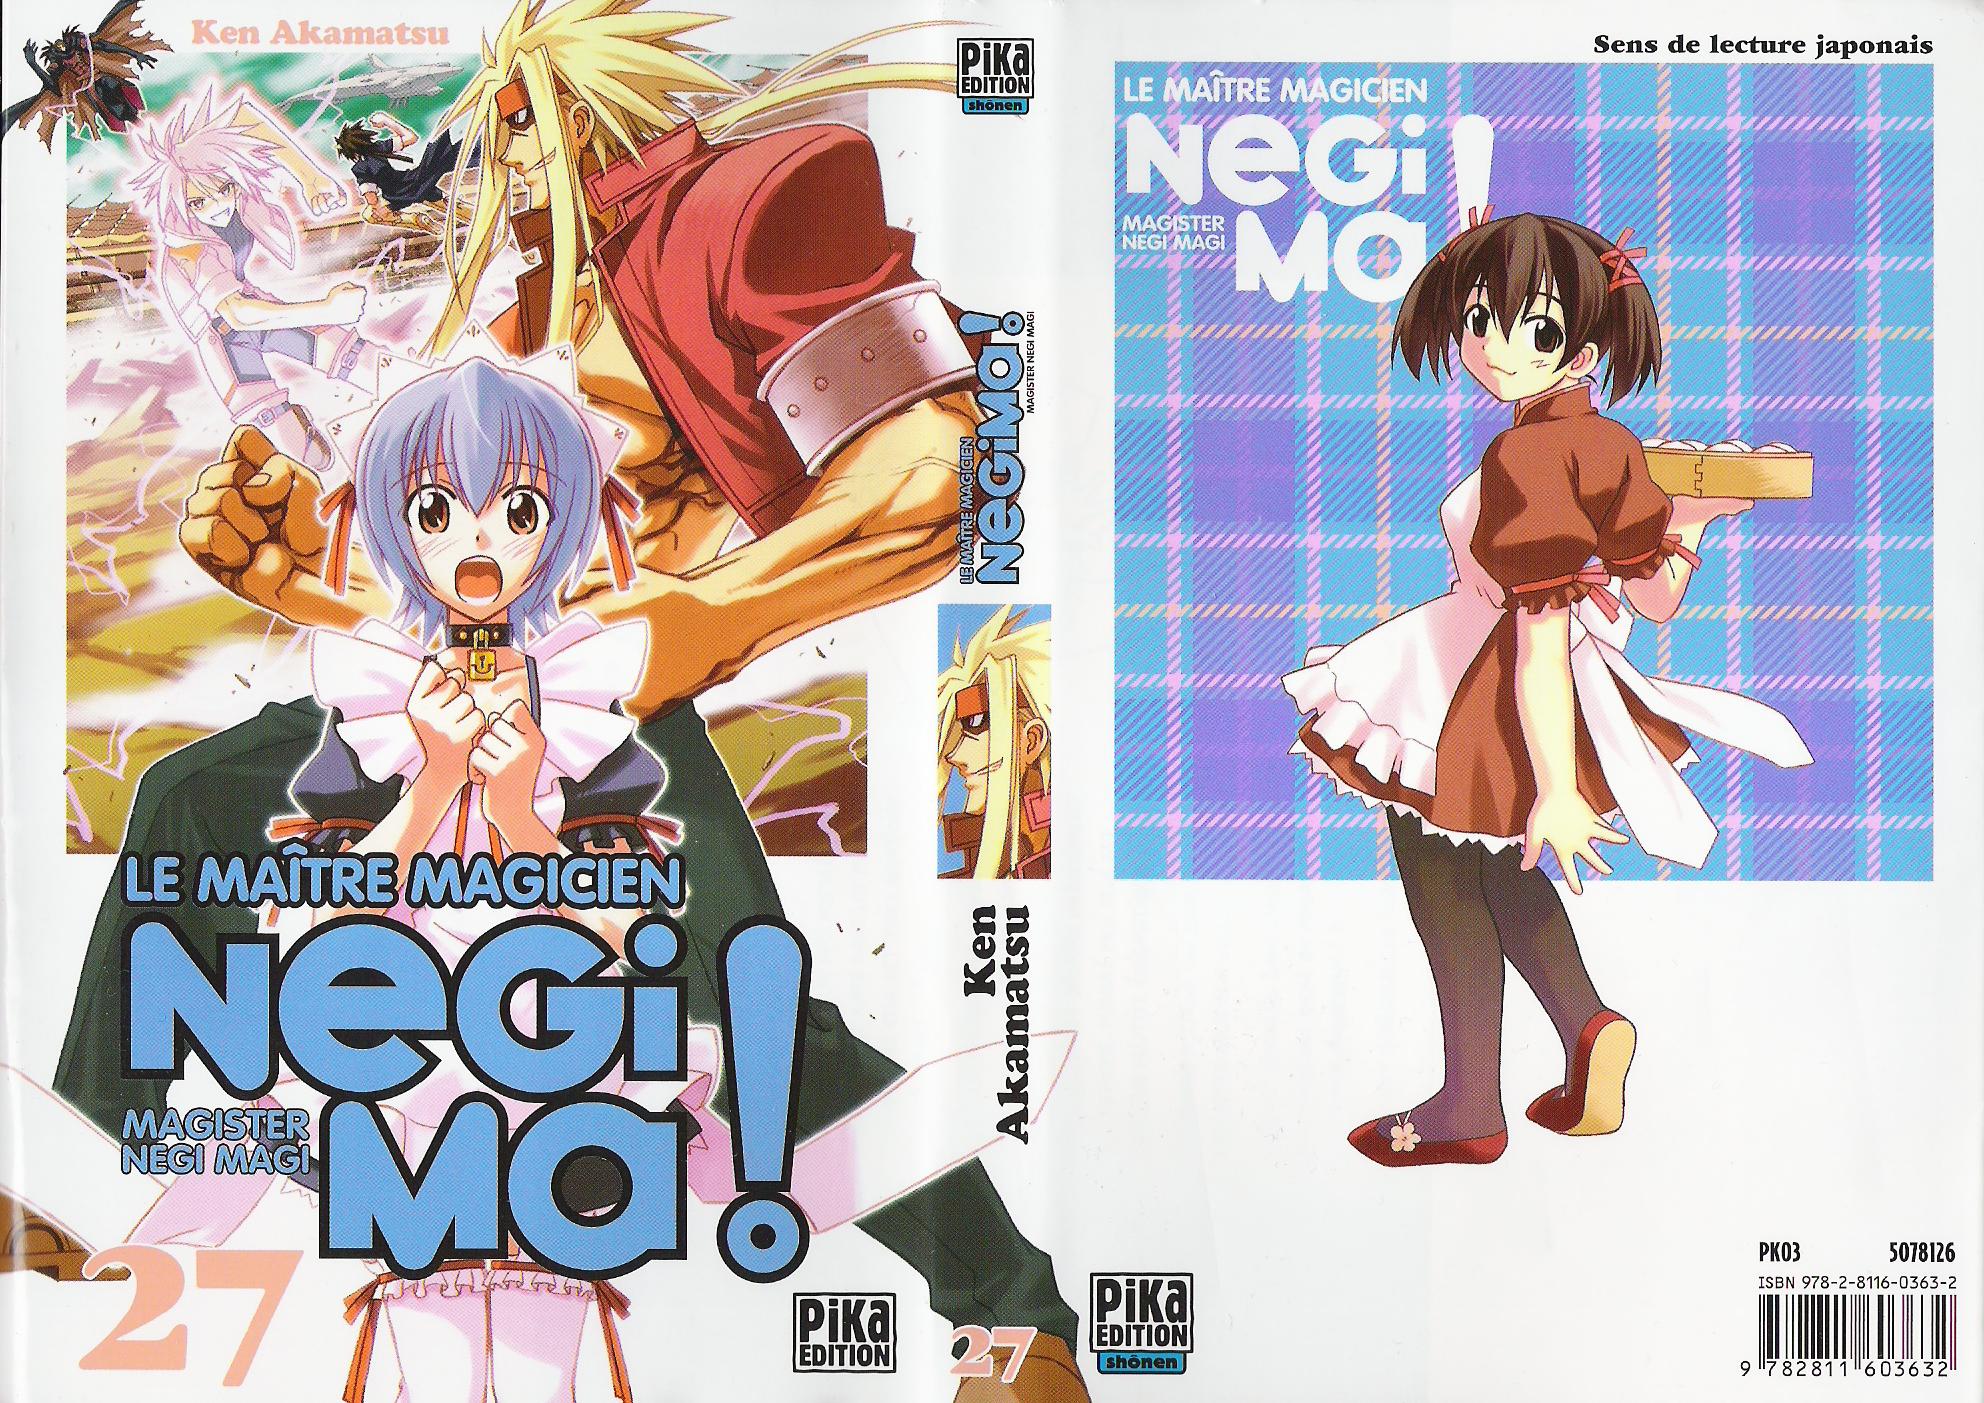 Ken Akamatsu
LE MAÎTRE MAGICIEN
NEGI
MA!
MAGISTER
NEGI MAGI
27
PIKA
EDITION
PIKA
EDITION
shônen
LE MAÎTRE MAGICIEN
NEGIMA!
MAGISTER NEGI MAGI
Ken
Akamatsu
27
Sens de lecture japonais
LE MAÎTRE MAGICIEN
NEGI
MA!
MAGISTER
NEGI MAGI
PIKA
EDITION
shônen
PK03 5078126
ISBN 978-2-8116-0363-2
9 782811 603632